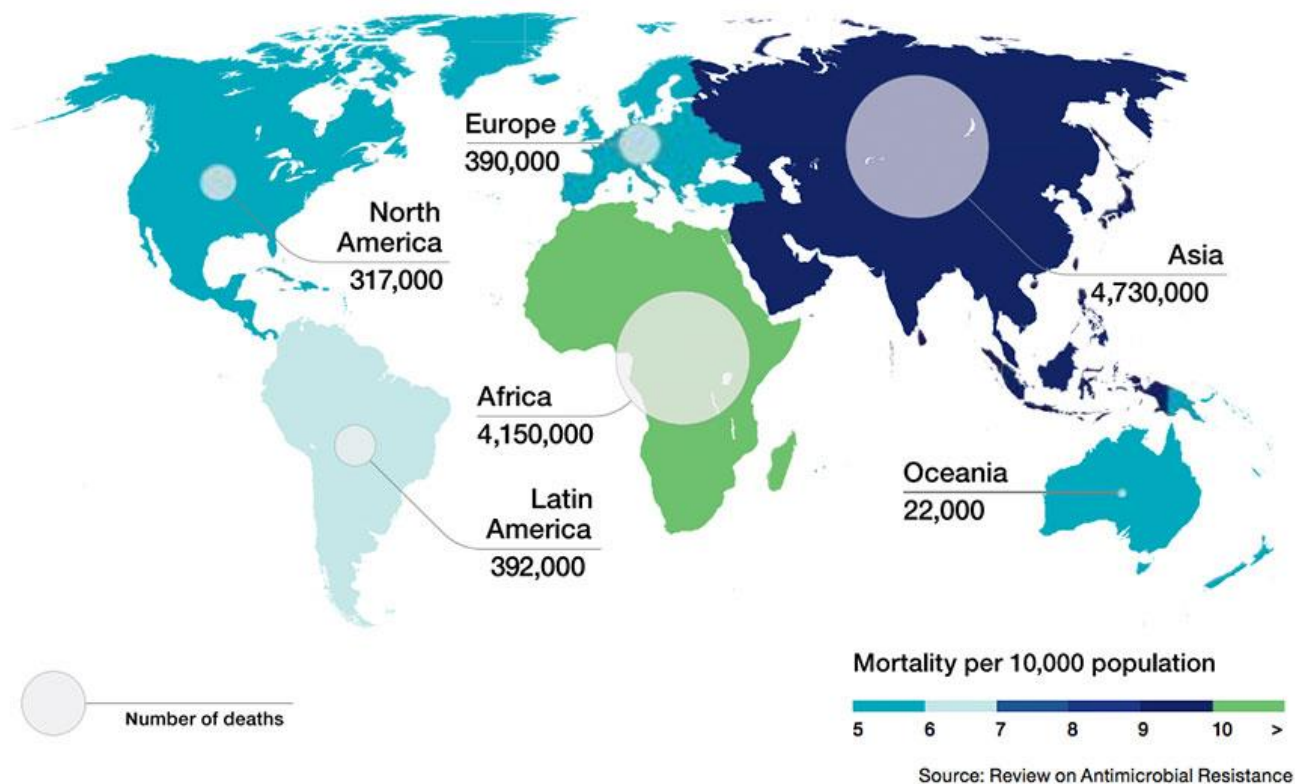 Europe
390,000
North
America
317,000
Asia
4,730,000
Africa
4,150,000
Oceania
22,000
Latin
America
392,000
Mortality per 10,000 population
5 6 7 8 9 10 >
Number of deaths
Source: Review on Antimicrobial Resistance